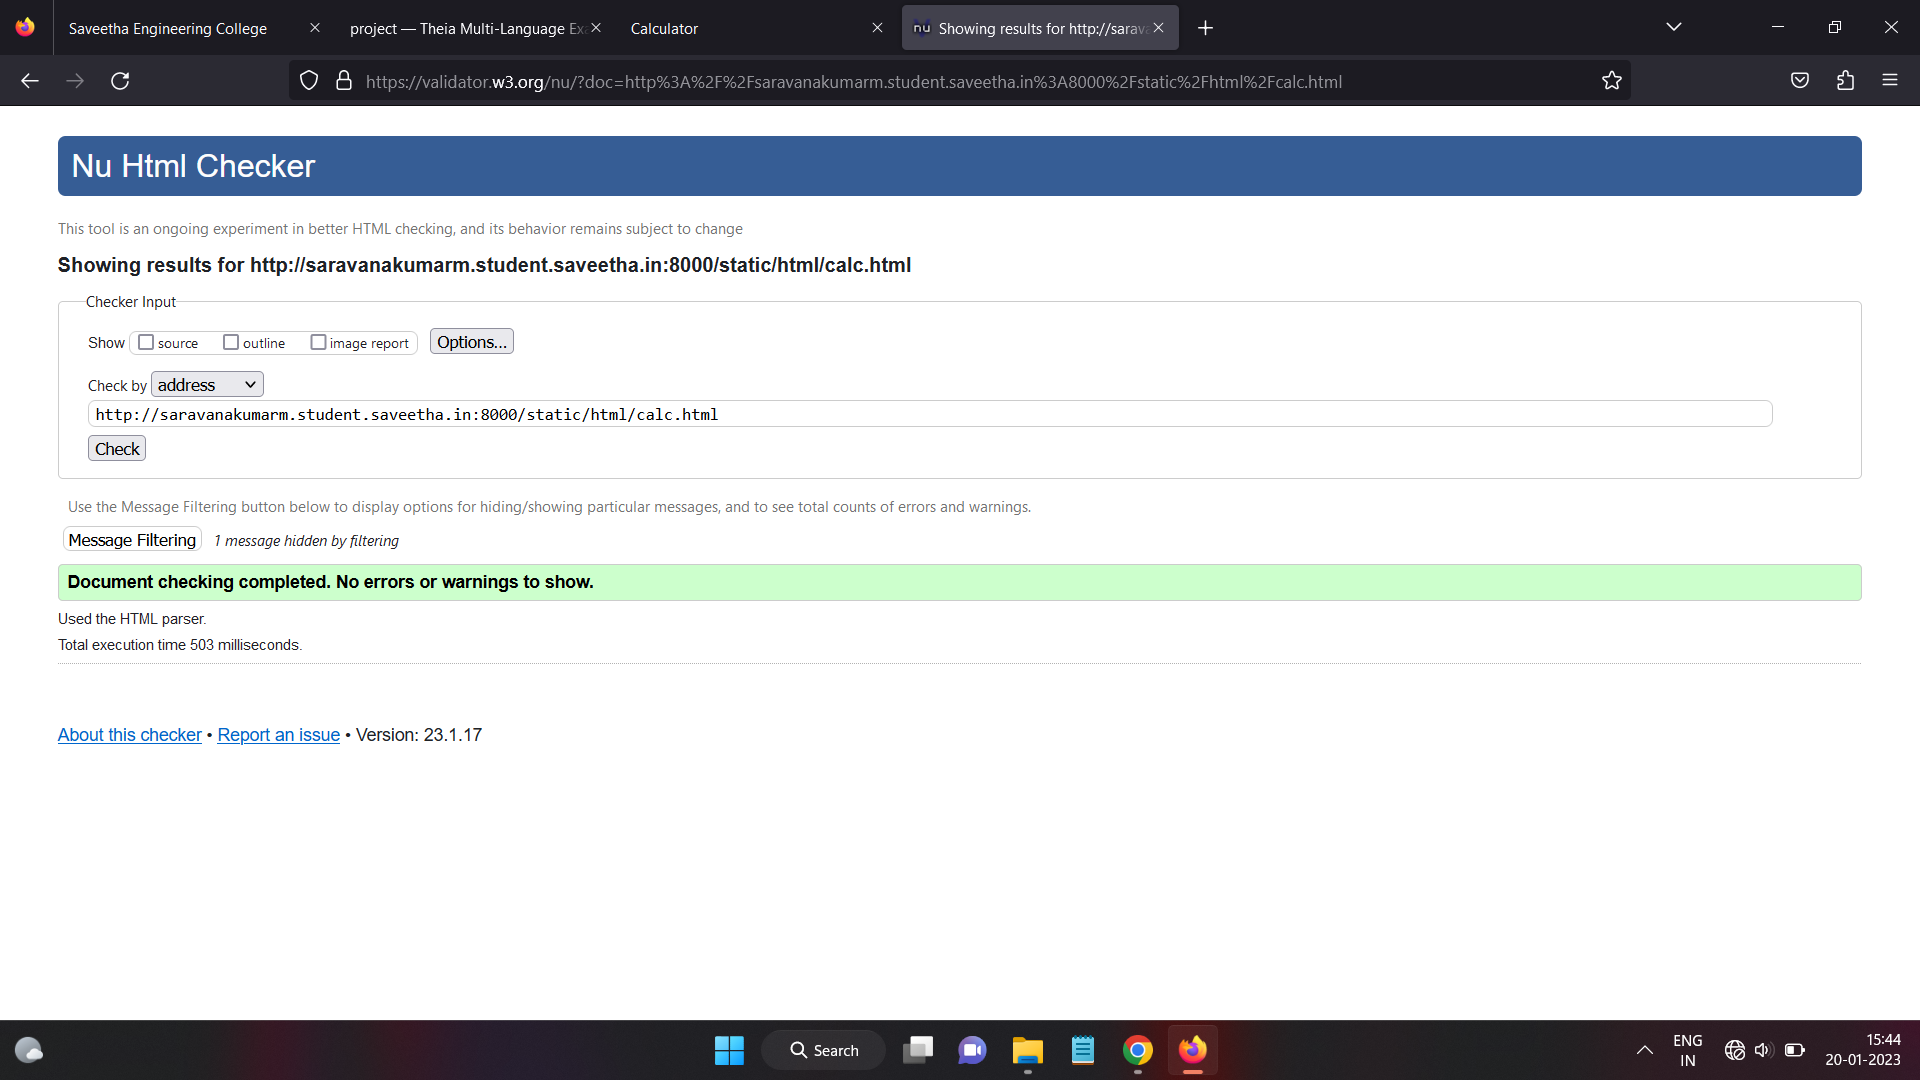 Saveetha Engineering College
project — Theia Multi-Language Ex
Calculator
nu Showing results for http://sarav
https://validator.w3.org/nu/?doc=http%3A%2F%2Fsaravanakumarm.student.saveetha.in%3A8000%2Fstatic%2Fhtml%2Fcalc.html
Nu Html Checker
This tool is an ongoing experiment in better HTML checking, and its behavior remains subject to change
Showing results for http://saravanakumarm.student.saveetha.in:8000/static/html/calc.html
Checker Input
Show source outline image report Options...
Check by address
http://saravanakumarm.student.saveetha.in:8000/static/html/calc.html
Check
Use the Message Filtering button below to display options for hiding/showing particular messages, and to see total counts of errors and warnings.
Message Filtering 1 message hidden by filtering
Document checking completed. No errors or warnings to show.
Used the HTML parser.
Total execution time 503 milliseconds.
About this checker • Report an issue • Version: 23.1.17
Search
ENG
IN
15:44
20-01-2023